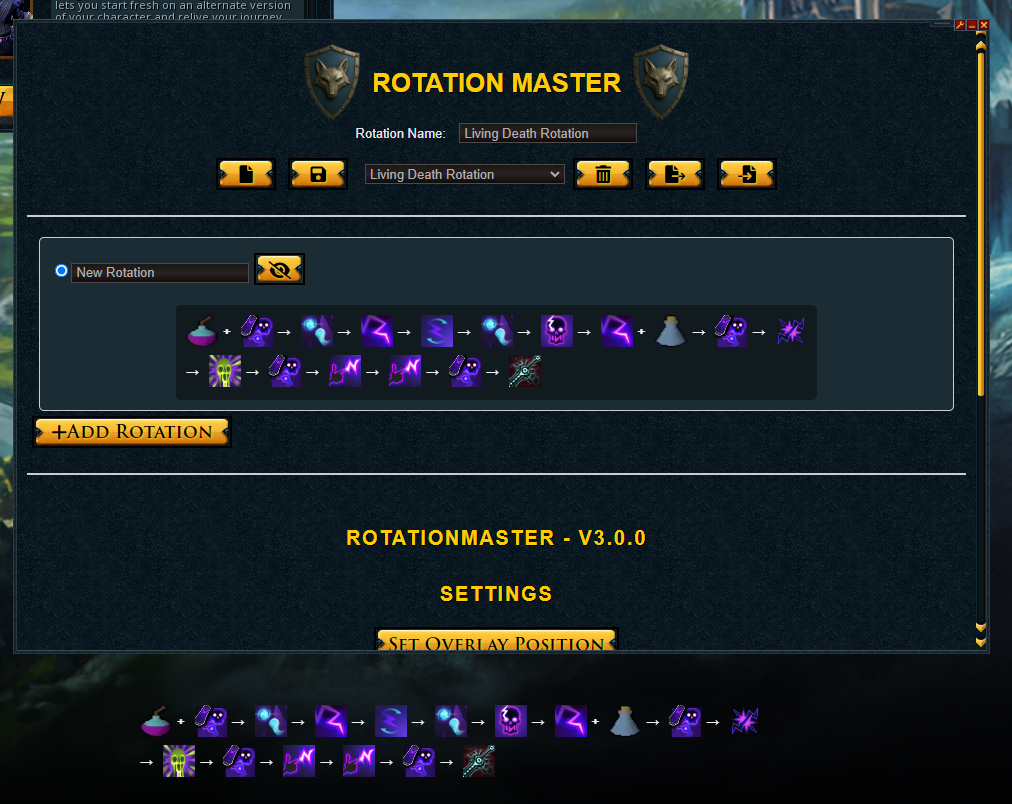 lets you start fresh on an alternate version
of your character and relive your journey
ROTATION MASTER
Rotation Name: Living Death Rotation
Living Death Rotation
New Rotation
+ADD ROTATION
ROTATIONMASTER - V3.0.0
SETTINGS
SET OVERLAY POSITION